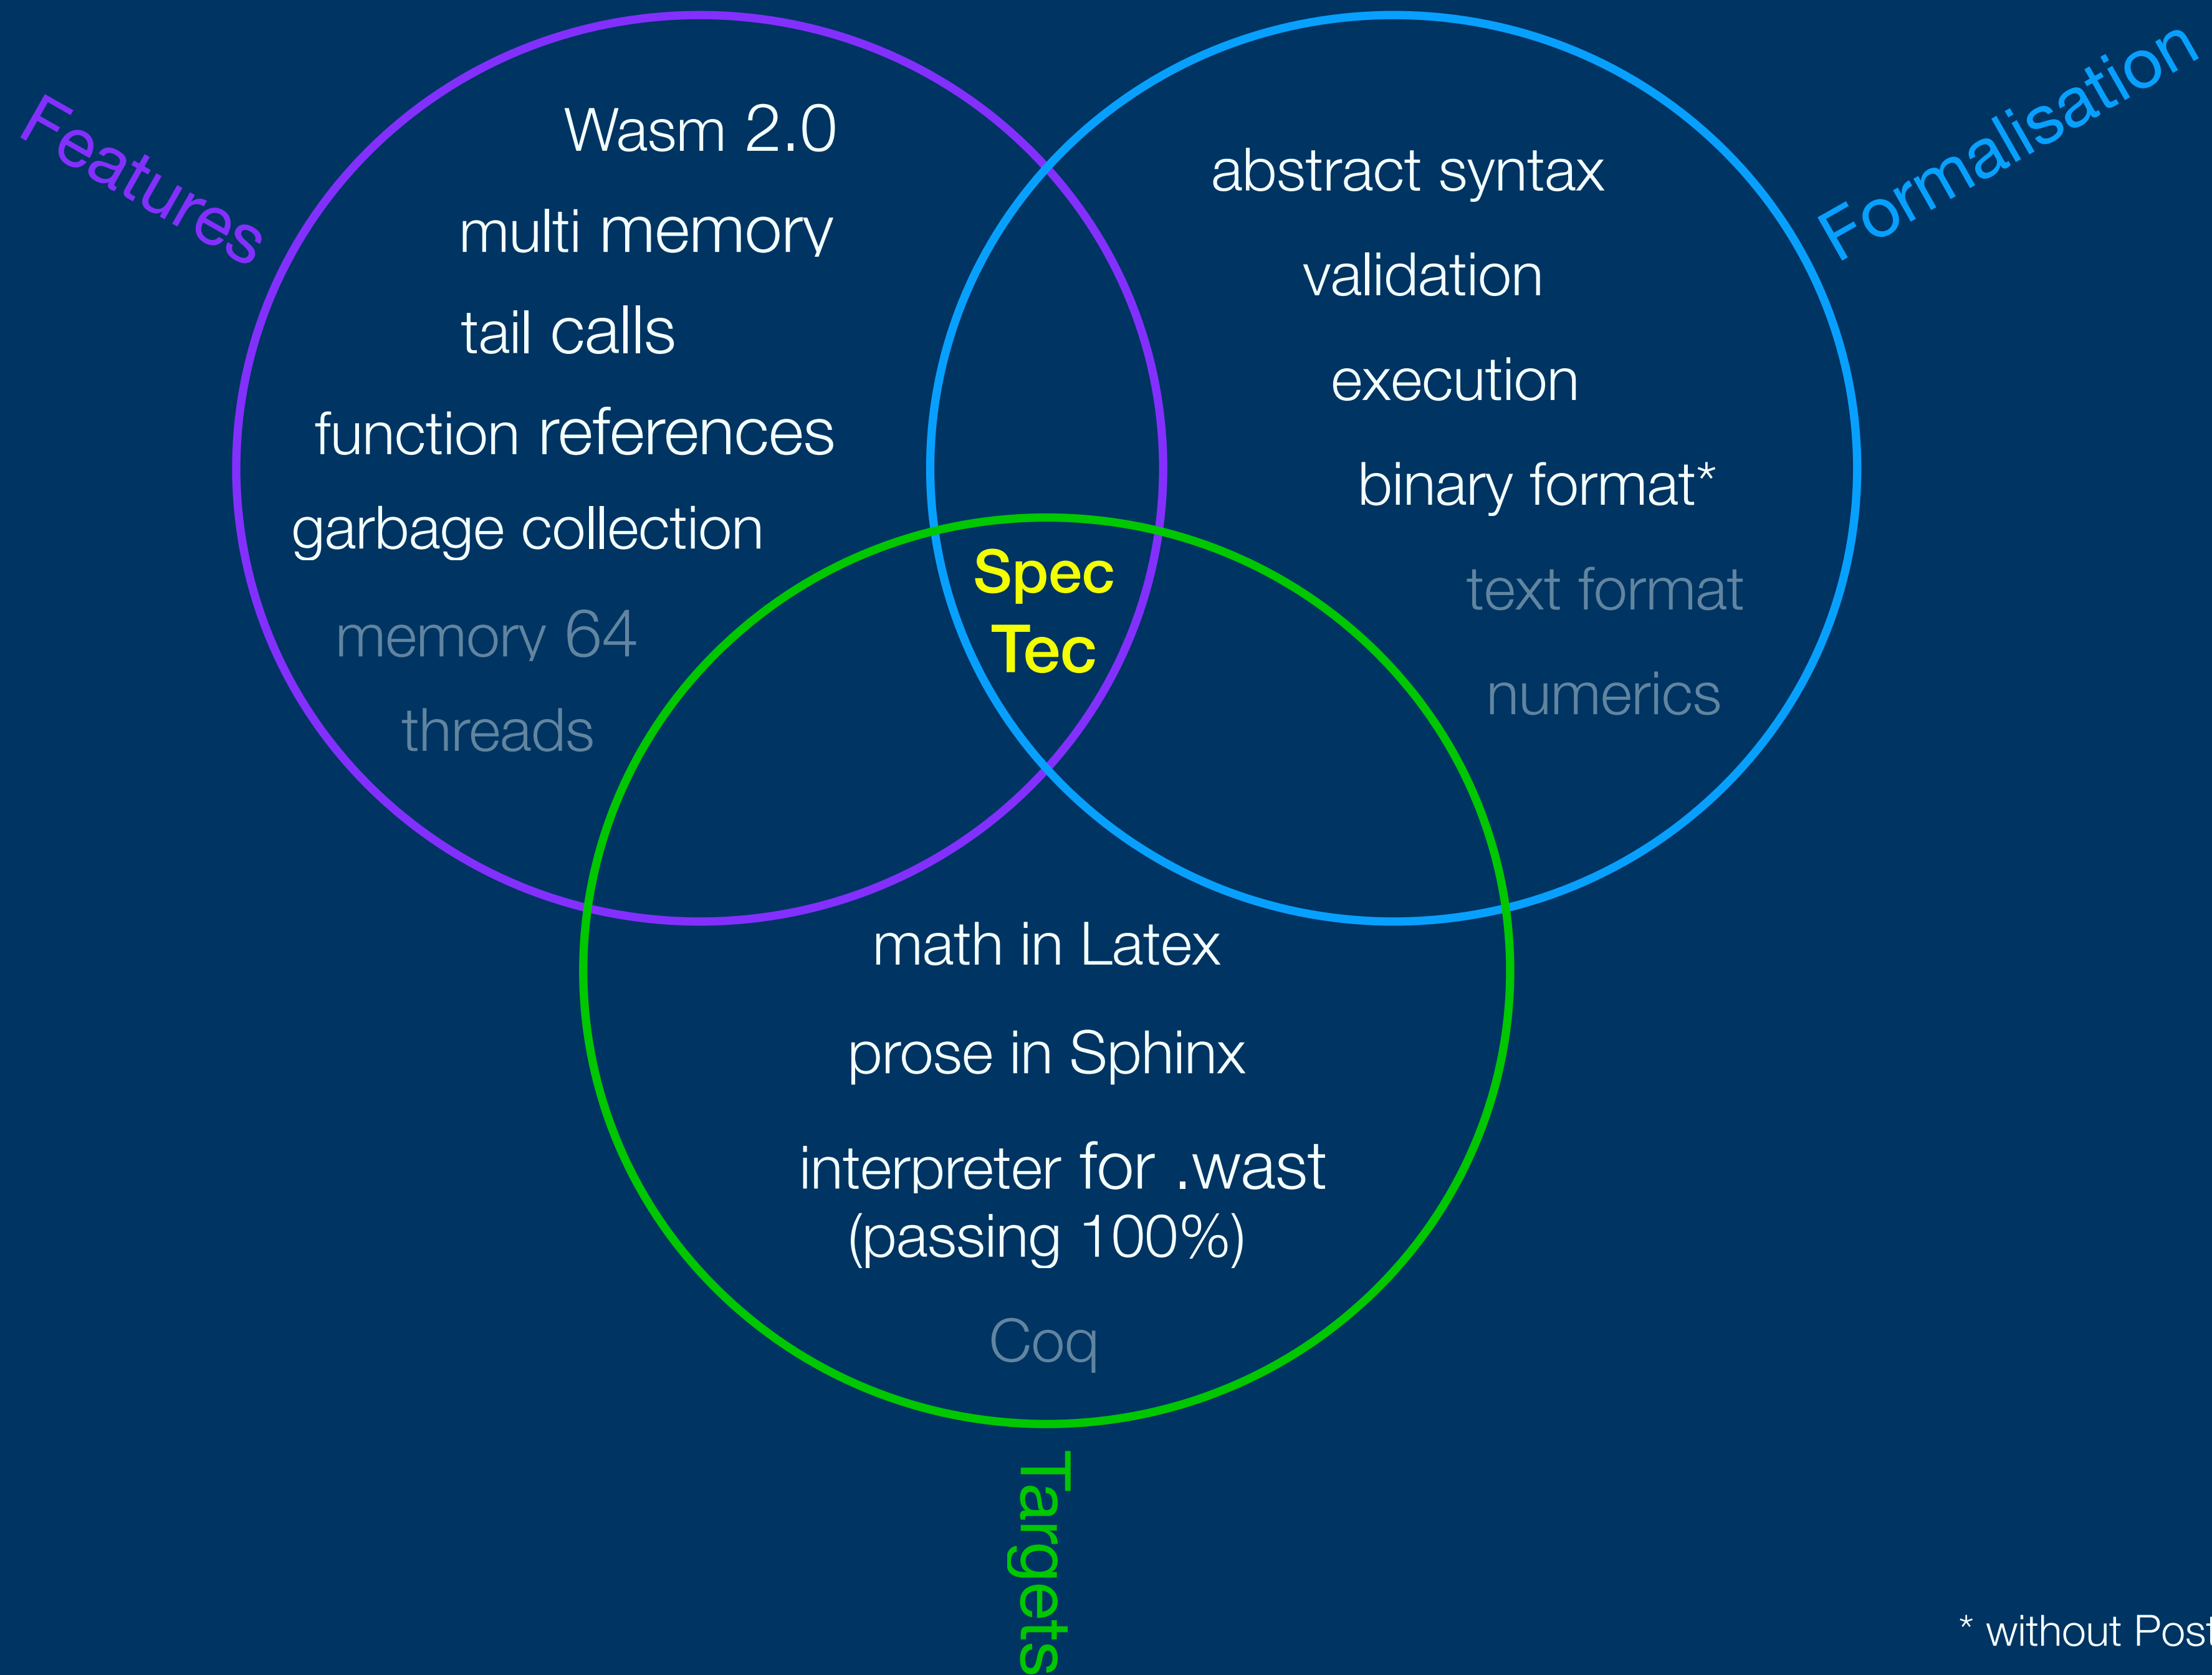 Features
Wasm 2.0
multi memory
tail calls
function references
garbage collection
memory 64
threads
Formalisation
abstract syntax
validation
execution
binary format*
text format
numerics
Spec
Tec
math in Latex
prose in Sphinx
interpreter for .wast
(passing 100%)
Coq
Targets
* without